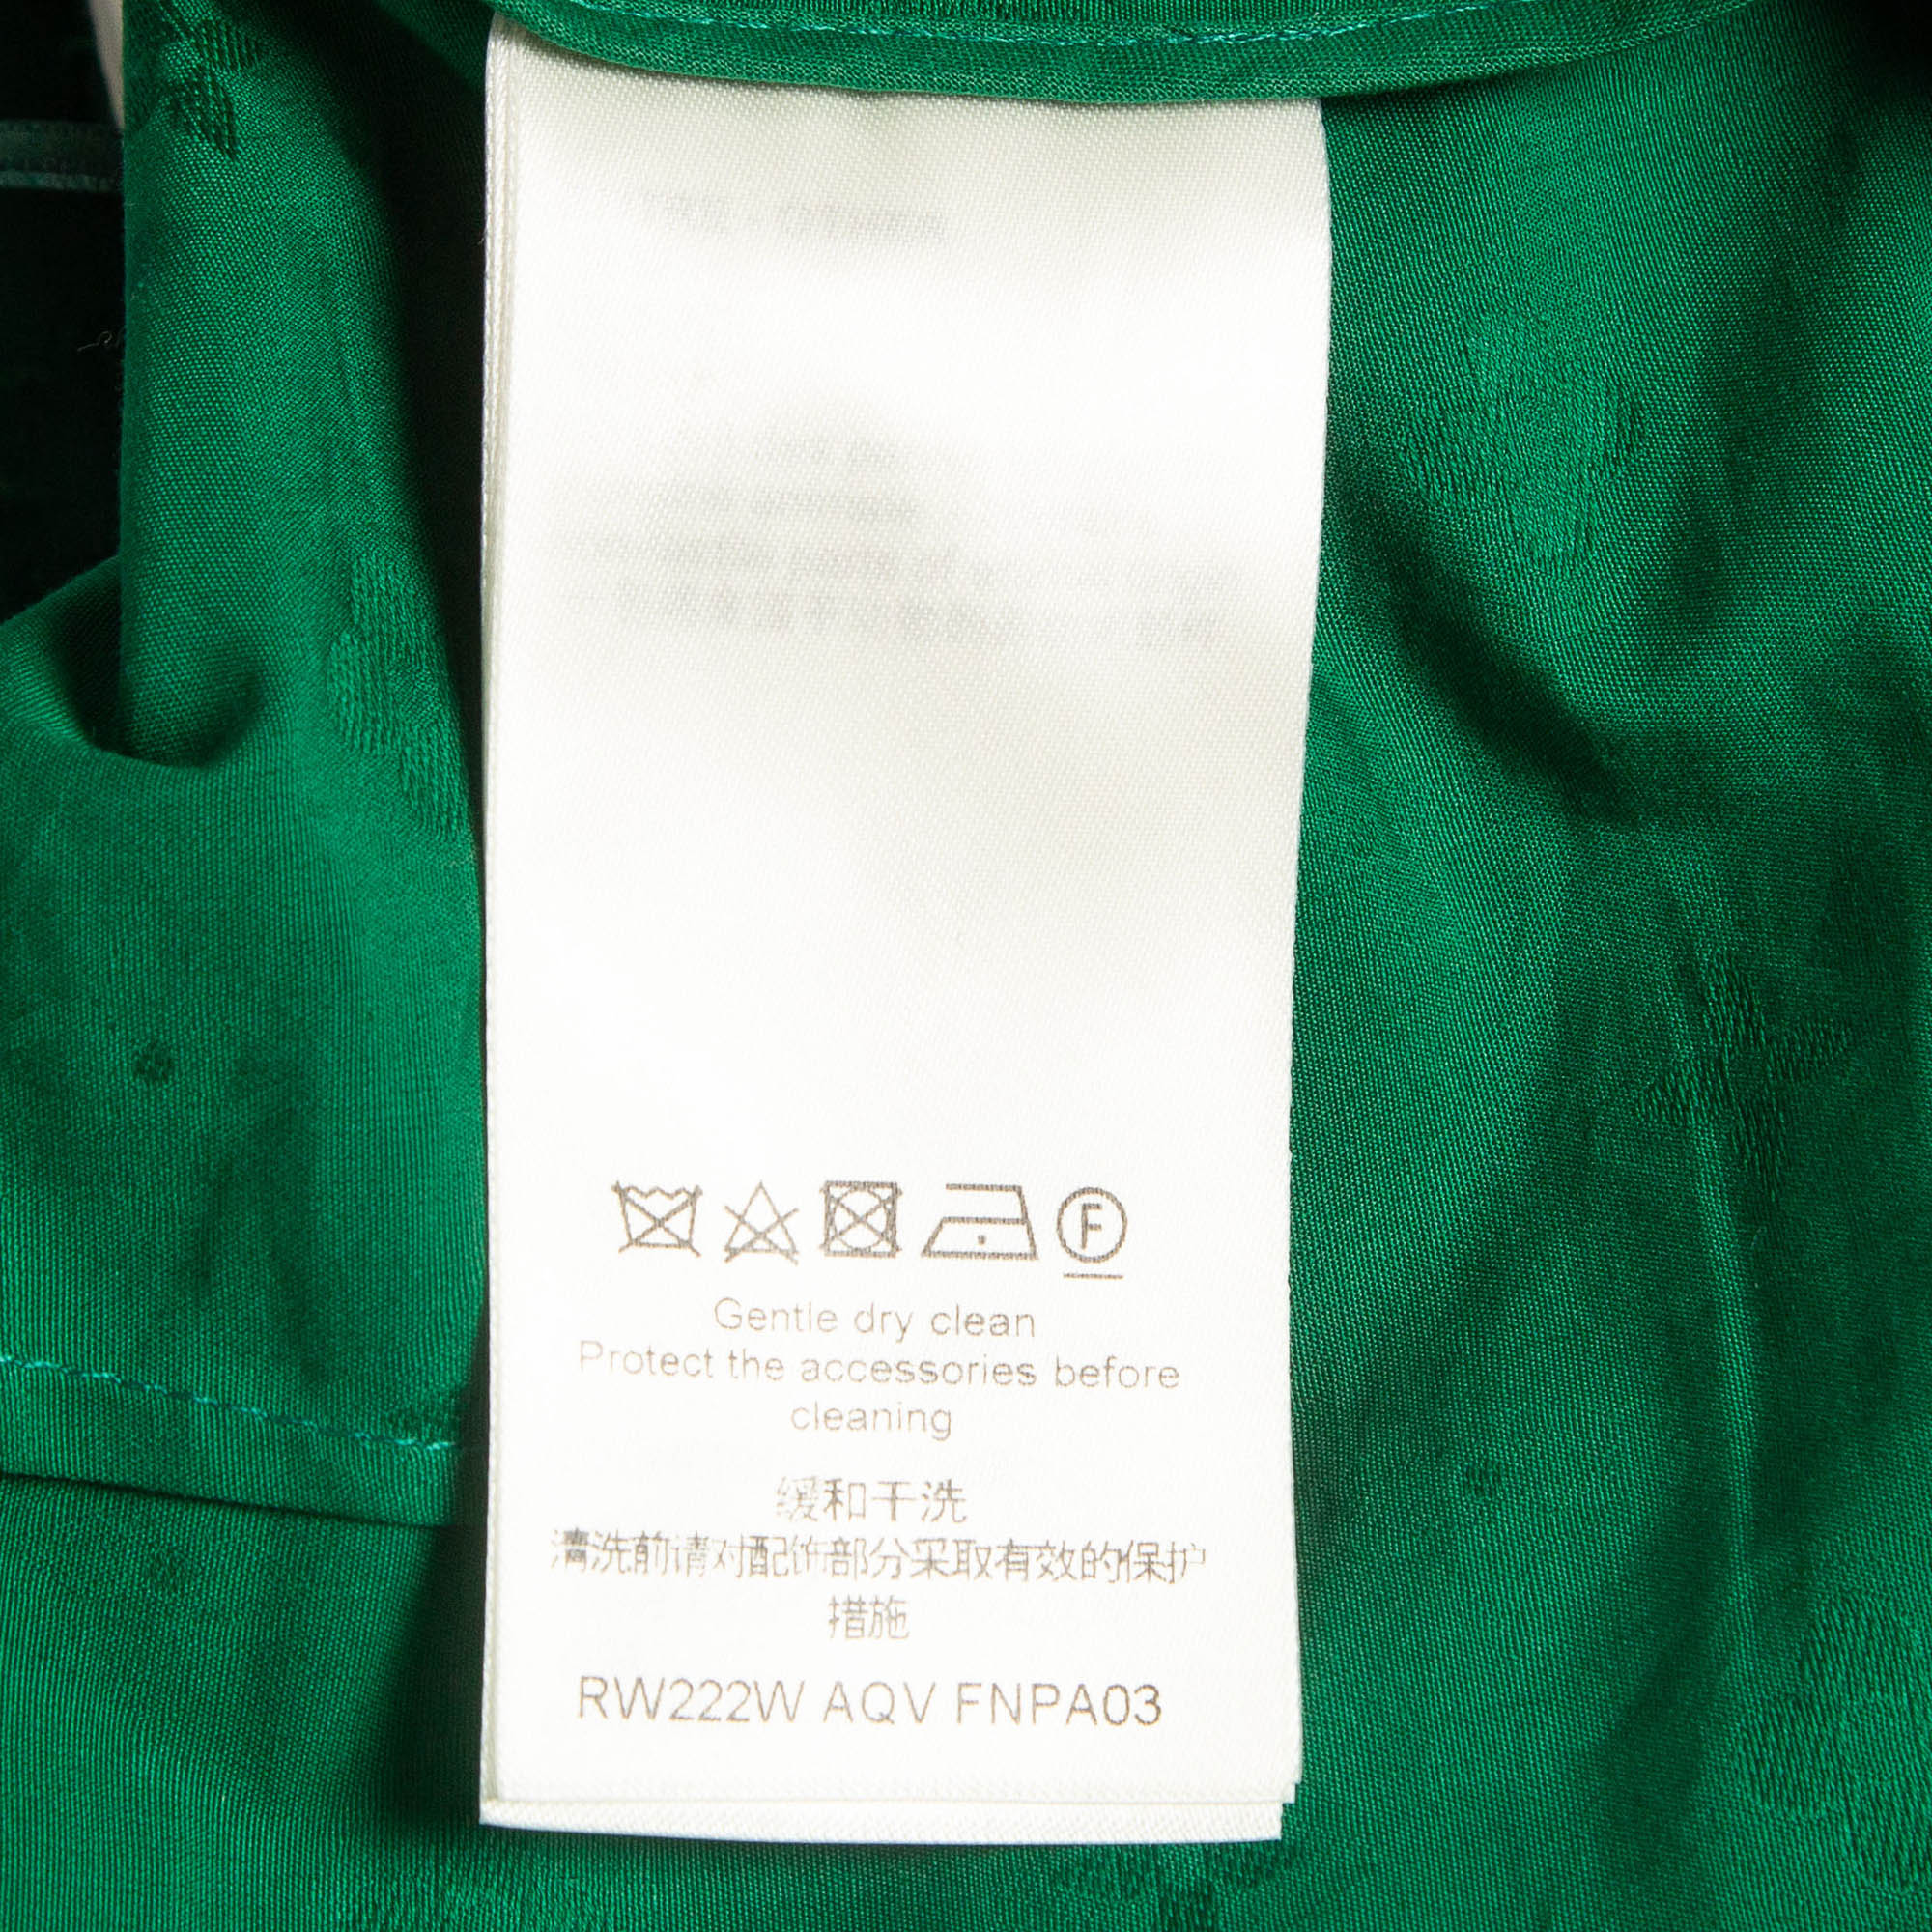 F
Gentle dry clean
Protect the accessories before
cleaning
缓和干洗
清洗前请对配饰部分采取有效的保护
措施
RW222W AQV FNPA03